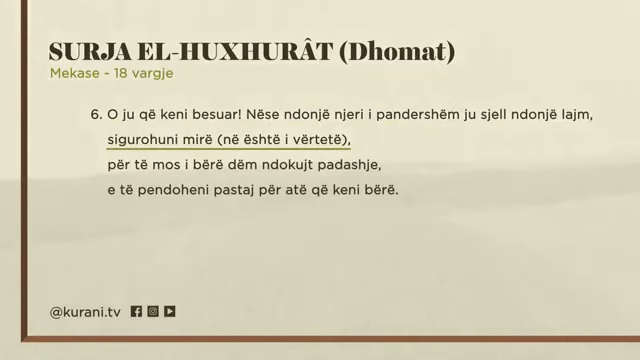 SURJA EL-HUXHURÂT (Dhomat)
Mekase - 18 vargje
6. O ju që keni besuar! Nëse ndonjë njeri i pandershëm ju sjell ndonjë lajm,
sigurohuni mirë (në është i vërtetë),
për të mos i bërë dëm ndokujt padashje,
e të pendoheni pastaj për atë që keni bërë.
@kurani.tv